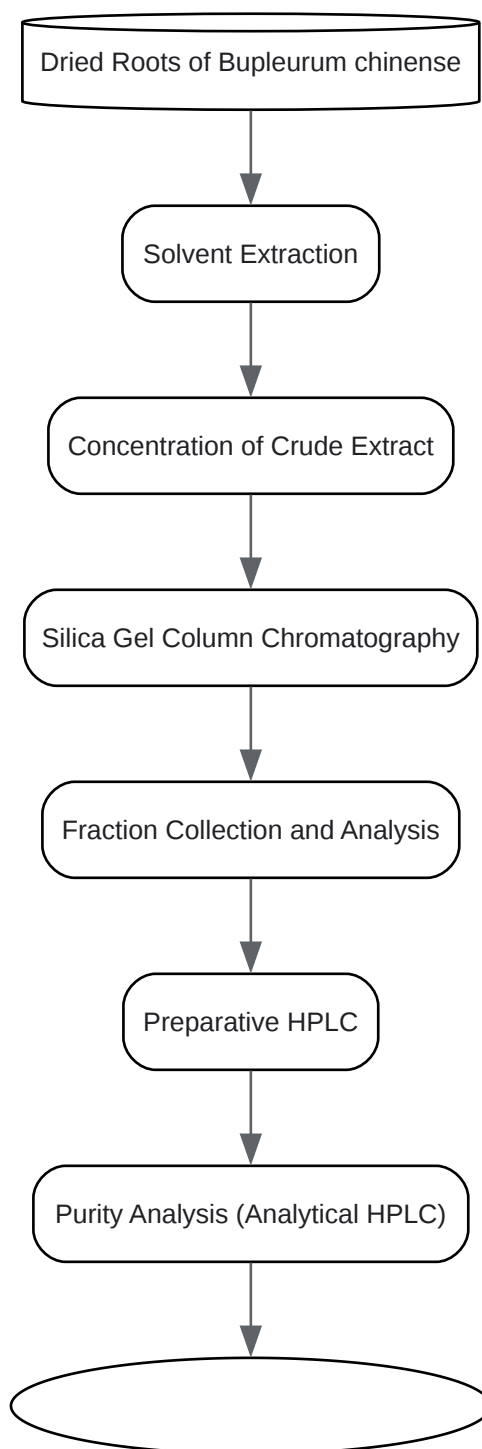 Dried Roots of Bupleurum chinense
Solvent Extraction
Concentration of Crude Extract
Silica Gel Column Chromatography
Fraction Collection and Analysis
Preparative HPLC
Purity Analysis (Analytical HPLC)